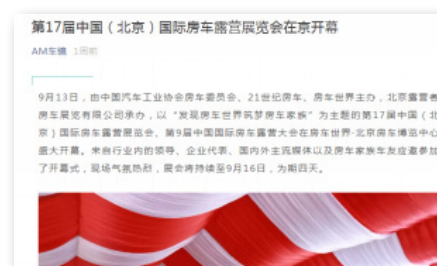 第17届中国（北京）国际房车露营展览会在京开幕
AM车镜 1周前
9月13日，由中国汽车工业协会房车委员会、21世纪房车、房车世界主办，北京露营者
房车展览有限公司承办，以“发现房车世界筑梦房车家族”为主题的第17届中国（北
京）国际房车露营展览会、第9届中国国际房车露营大会在房车世界·北京房车博览中心
盛大开幕。来自行业内的领导、企业代表、国内外主流媒体以及房车家族车友应邀参加
了开幕式，现场气氛热烈，展会将持续至9月16日，为期四天。